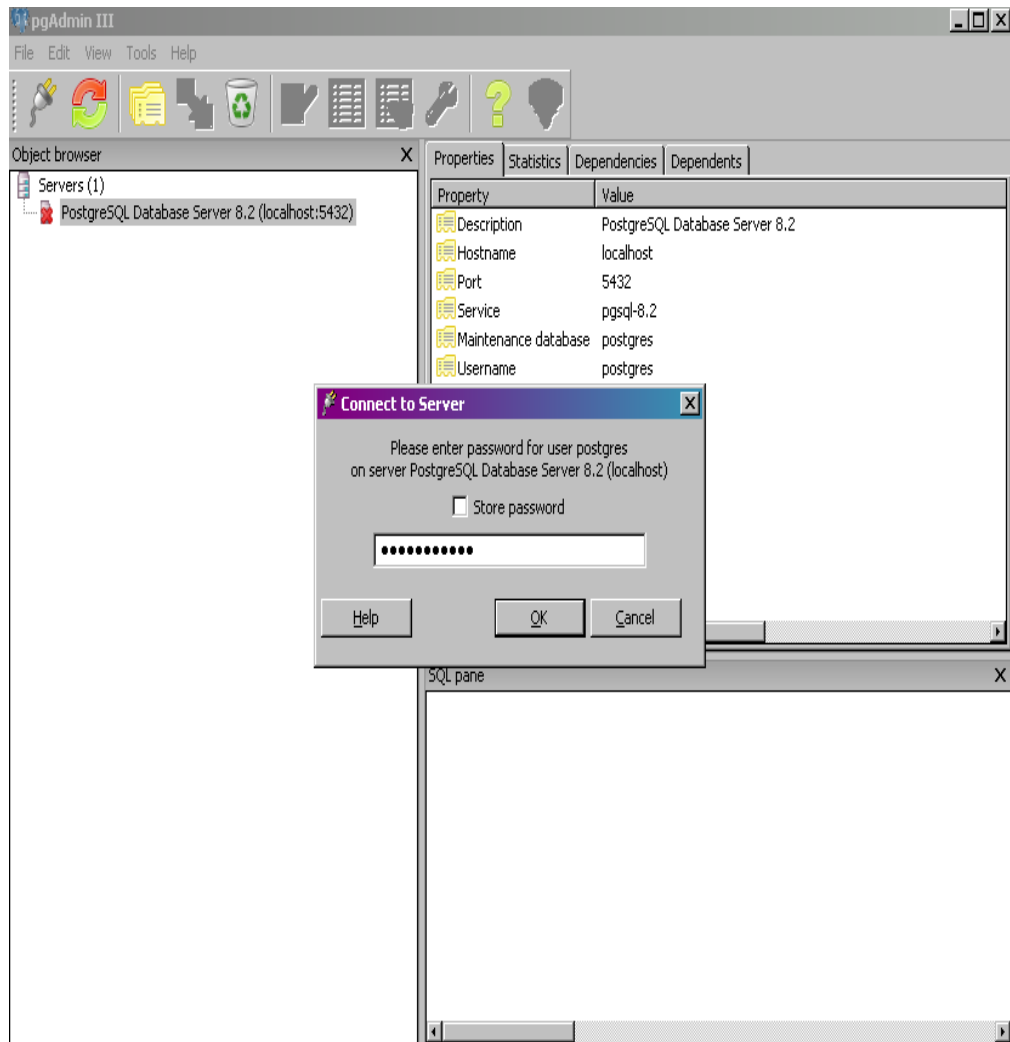 pgAdmin III
File Edit View Tools Help
Object browser X
Servers (1)
PostgreSQL Database Server 8.2 (localhost:5432)
Properties Statistics Dependencies Dependents
Property Value
Description PostgreSQL Database Server 8.2
Hostname localhost
Port 5432
Service pgsql-8.2
Maintenance database postgres
Username postgres
Connect to Server
Please enter password for user postgres
on server PostgreSQL Database Server 8.2 (localhost)
Store password
•••••••••••
Help OK Cancel
SQL pane X